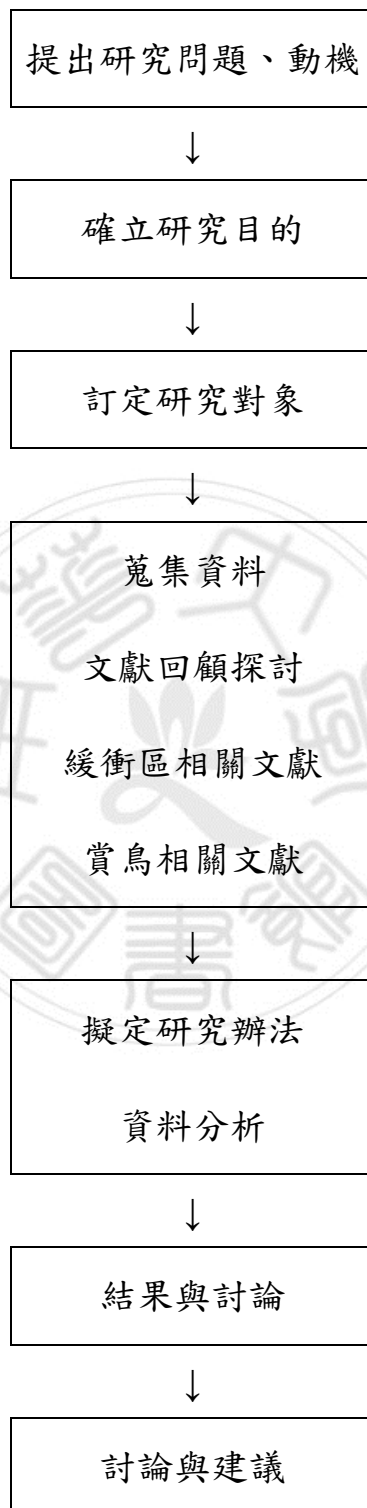 提出研究問題、動機
↓
確立研究目的
↓
訂定研究對象
↓
蒐集資料
文獻回顧探討
緩衝區相關文獻
賞鳥相關文獻
↓
擬定研究辦法
資料分析
↓
結果與討論
↓
討論與建議